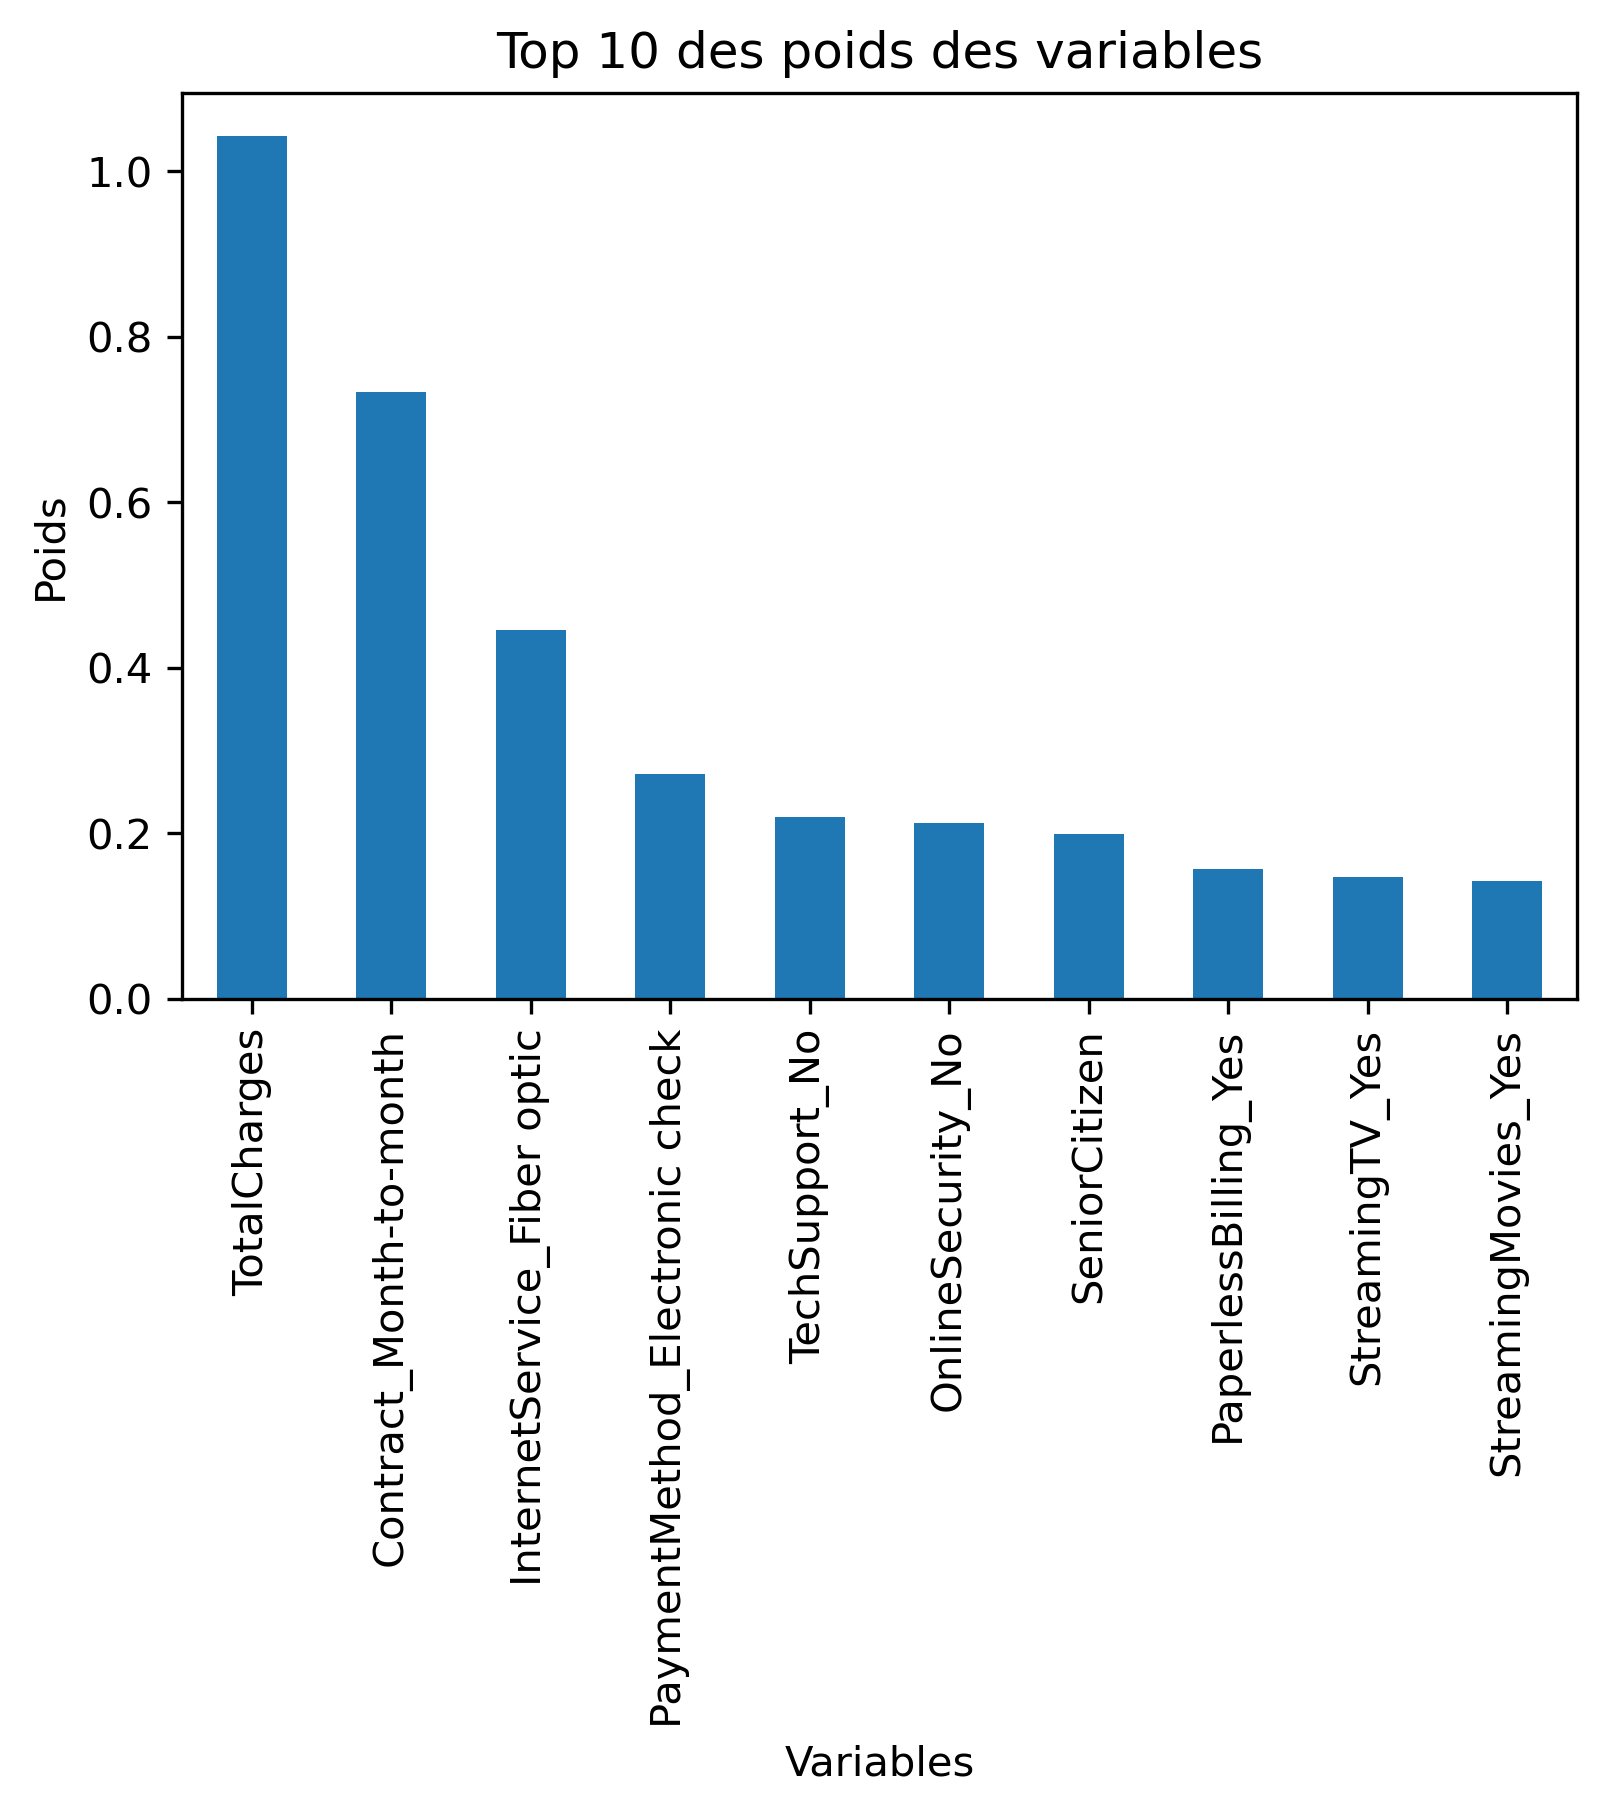 Top 10 des poids des variables
Poids
1.0
0.8
0.6
0.4
0.2
0.0
TotalCharges
Contract_Month-to-month
InternetService_Fiber optic
PaymentMethod_Electronic check
TechSupport_No
OnlineSecurity_No
SeniorCitizen
PaperlessBilling_Yes
StreamingTV_Yes
StreamingMovies_Yes
Variables